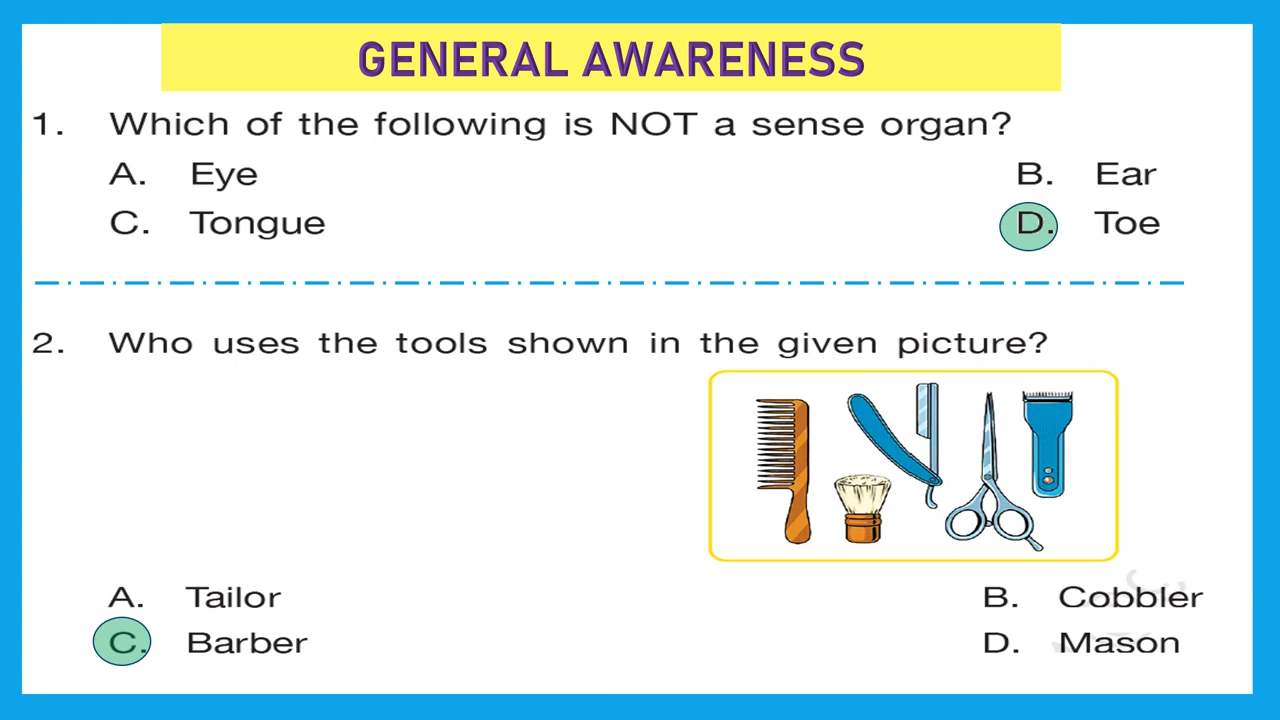 GENERAL AWARENESS
1. Which of the following is NOT a sense organ?
A. Eye B. Ear
C. Tongue D. Toe
2. Who uses the tools shown in the given picture?
A. Tailor B. Cobbler
C. Barber D. Mason